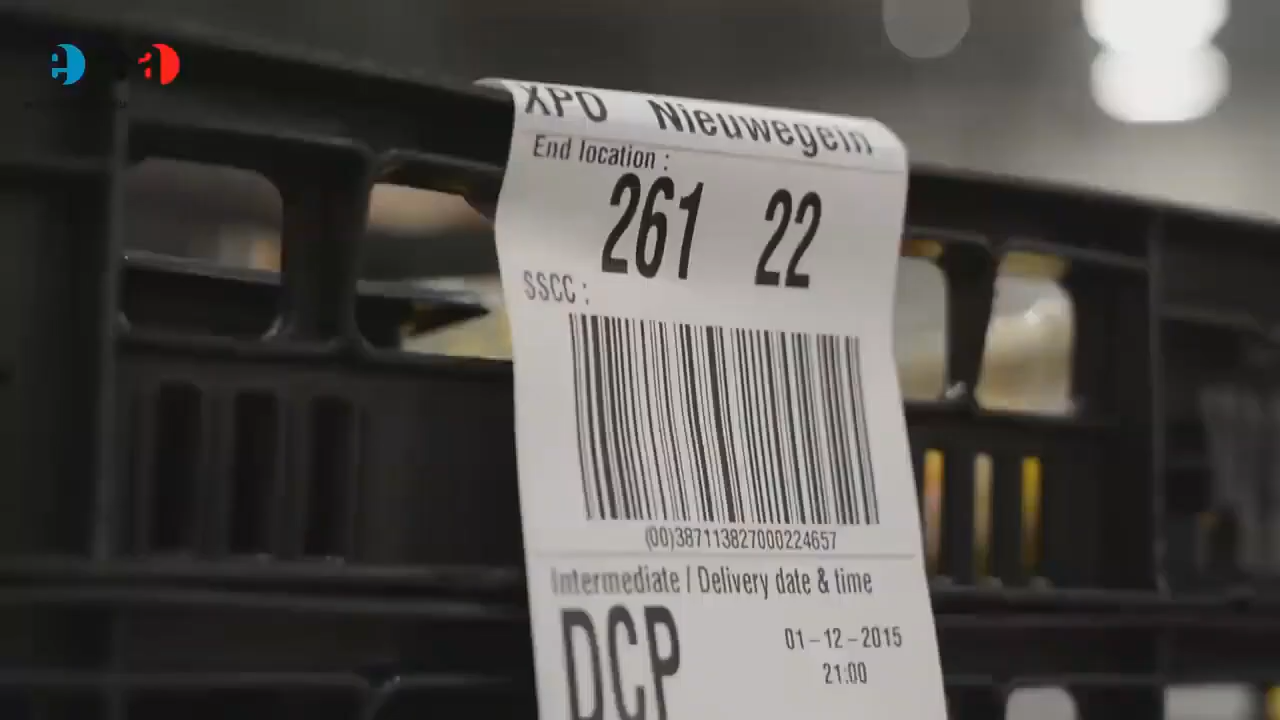 XPO Nieuwegein
End location :
261 22
SSCC :
(00)387113827000224657
Intermediate / Delivery date & time
DCP
01-12-2015
21:00